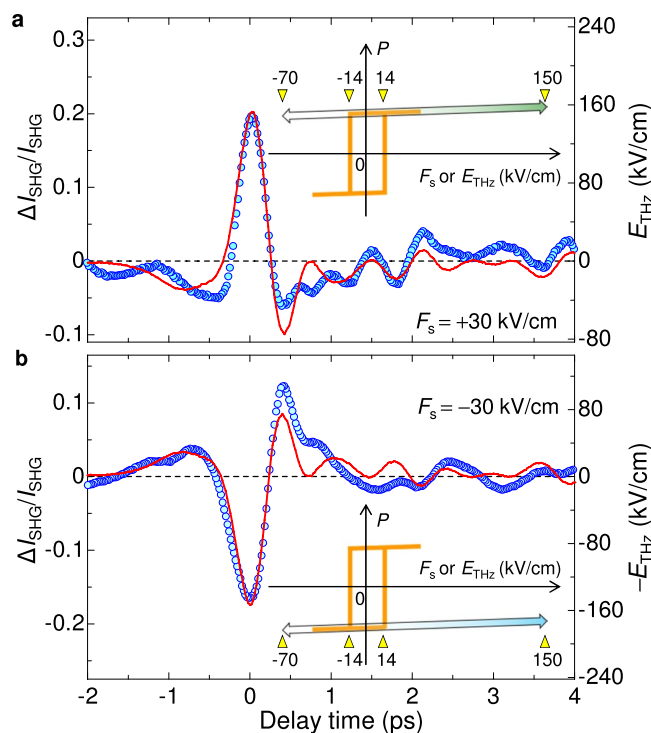 a
0.3
0.2
0.1
0
-0.1
ΔI_SHG/I_SHG
240
160
80
0
-80
E_THz (kV/cm)
P
-70 -14 14 150
0
F_s or E_THz (kV/cm)
F_s = +30 kV/cm
b
0.1
0
-0.1
-0.2
ΔI_SHG/I_SHG
80
0
-80
-160
-240
−E_THz (kV/cm)
F_s = −30 kV/cm
P
F_s or E_THz (kV/cm)
0
-70 -14 14 150
-2 -1 0 1 2 3 4
Delay time (ps)